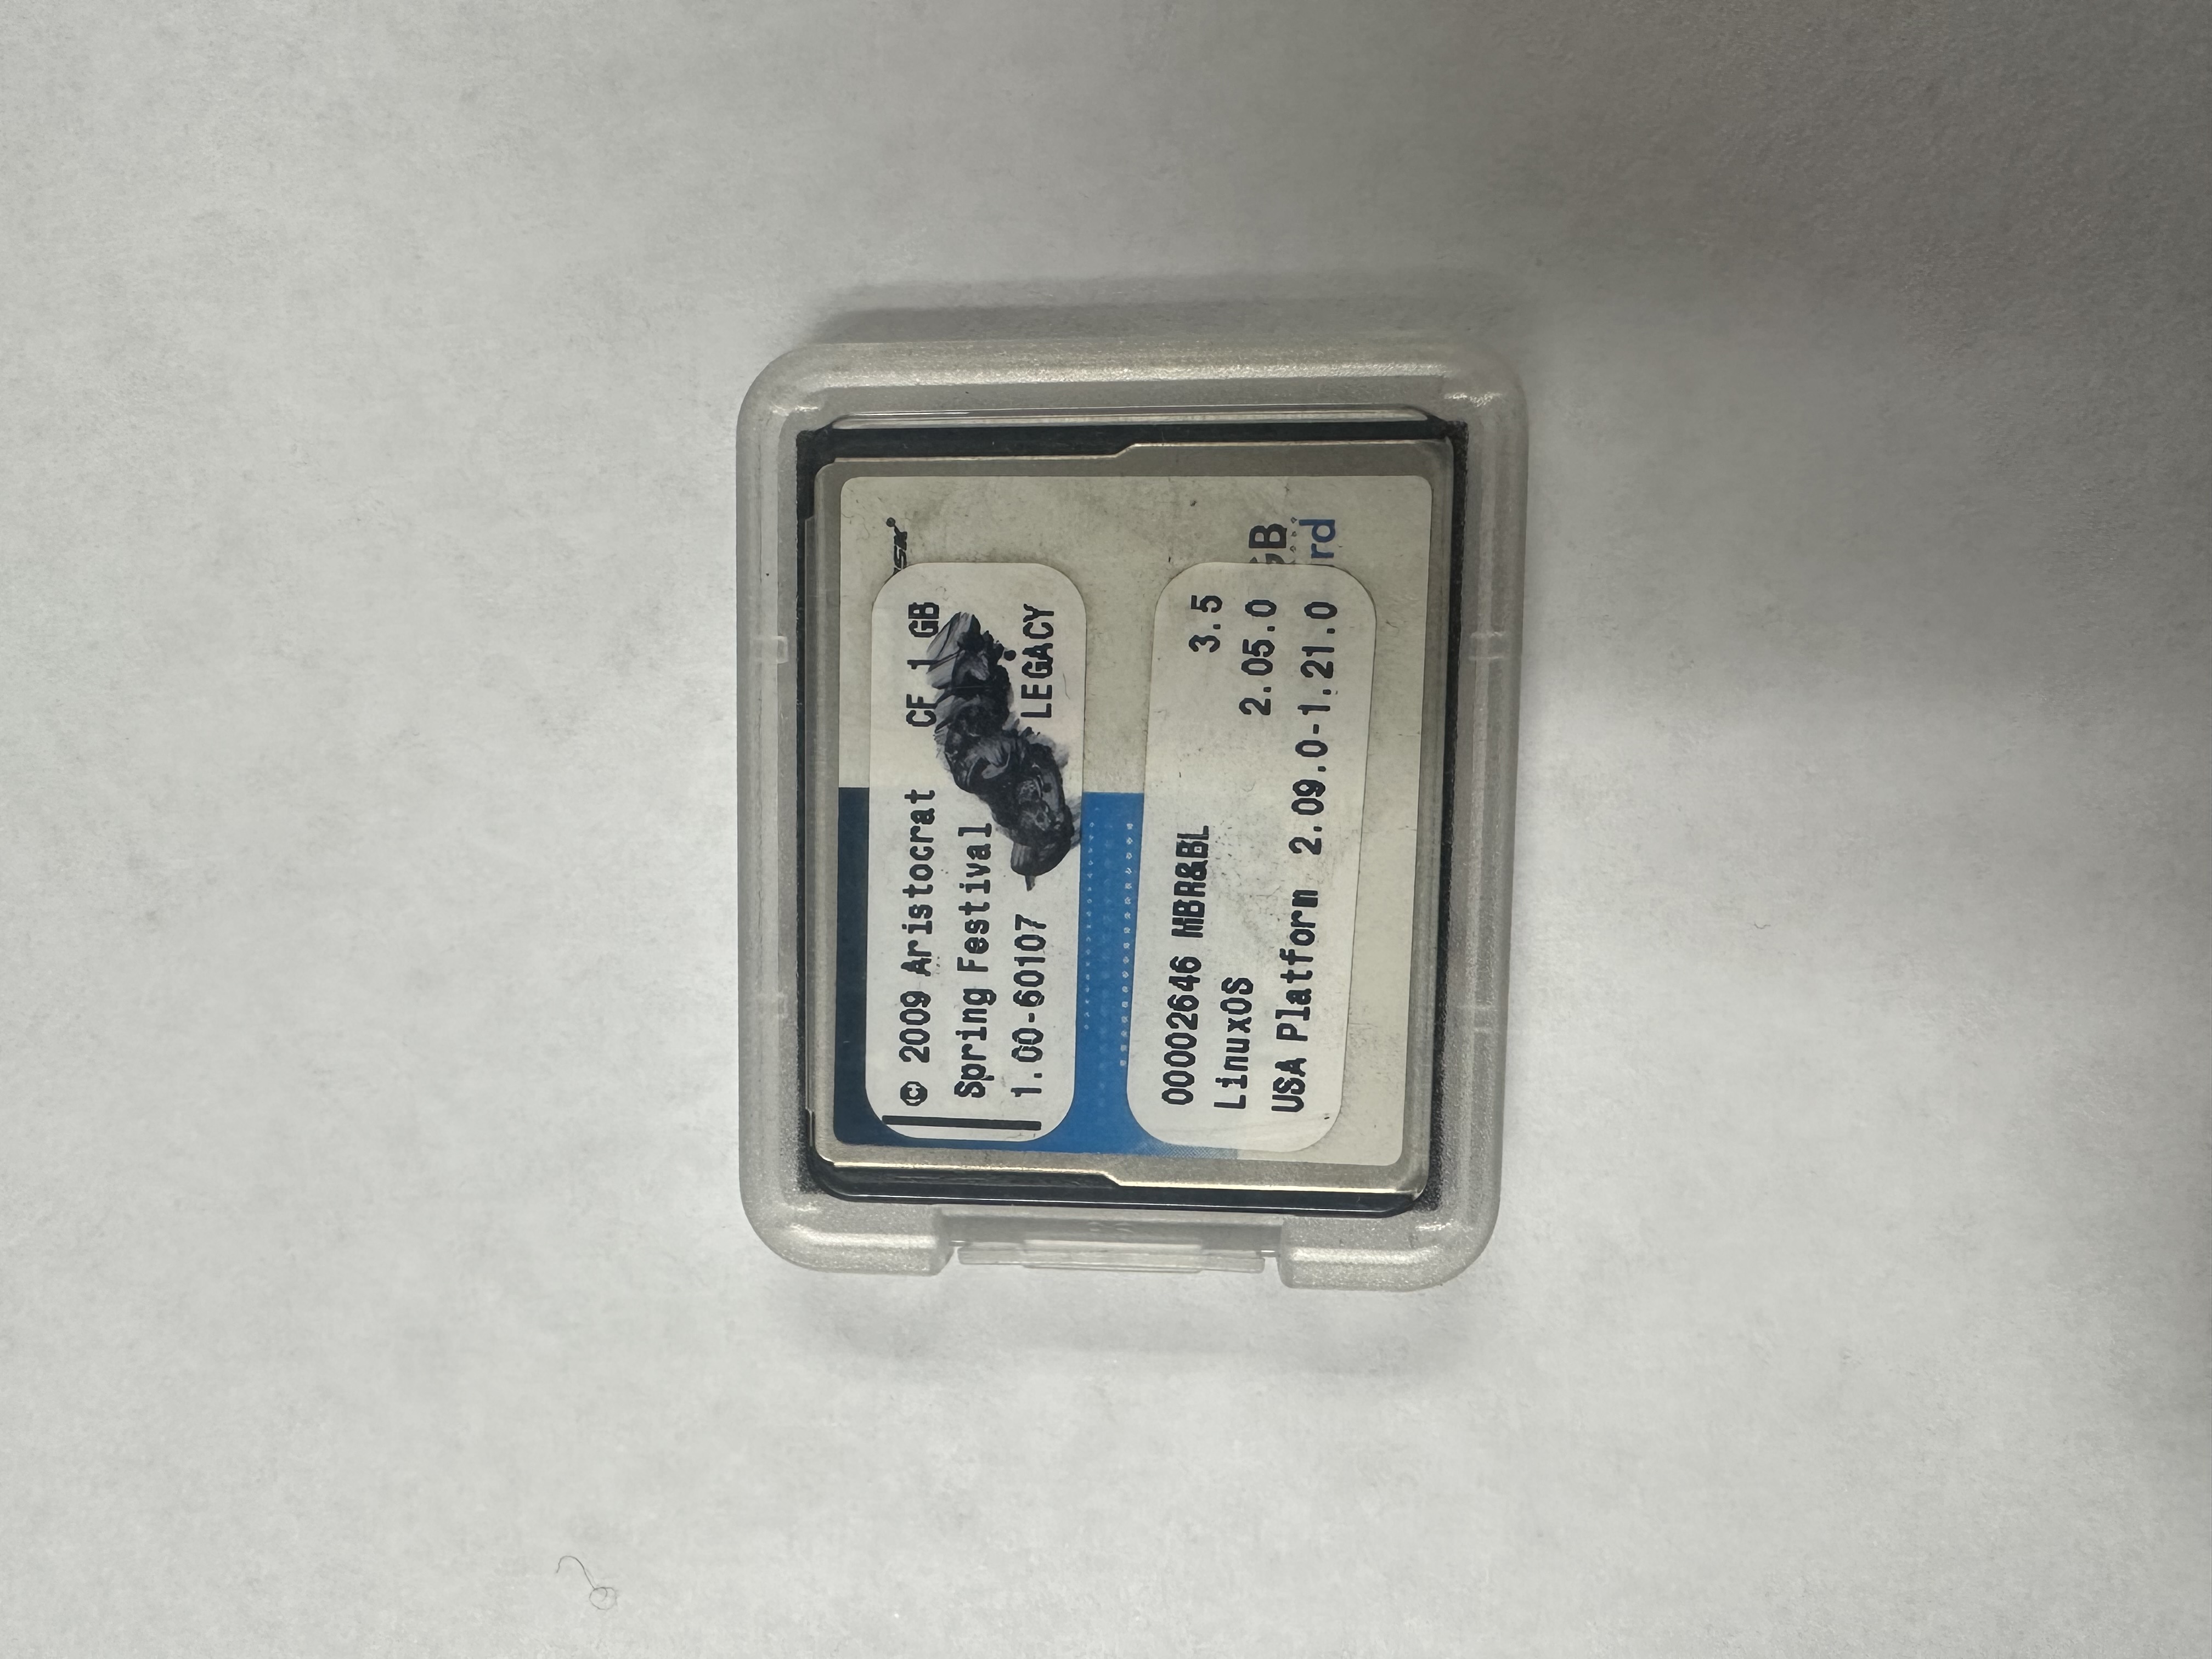 © 2009 Aristocrat CF 1 GB
Spring Festival
1.00-60107 LEGACY
00002646 MBR&BL 3.5
LinuxOS 2.05.0
USA Platform 2.09.0-1.21.0
GB